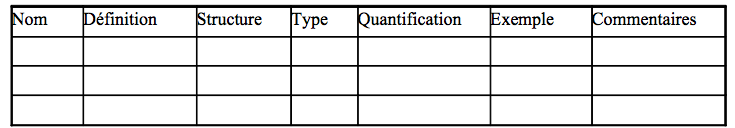 Nom Définition Structure Type Quantification Exemple Commentaires